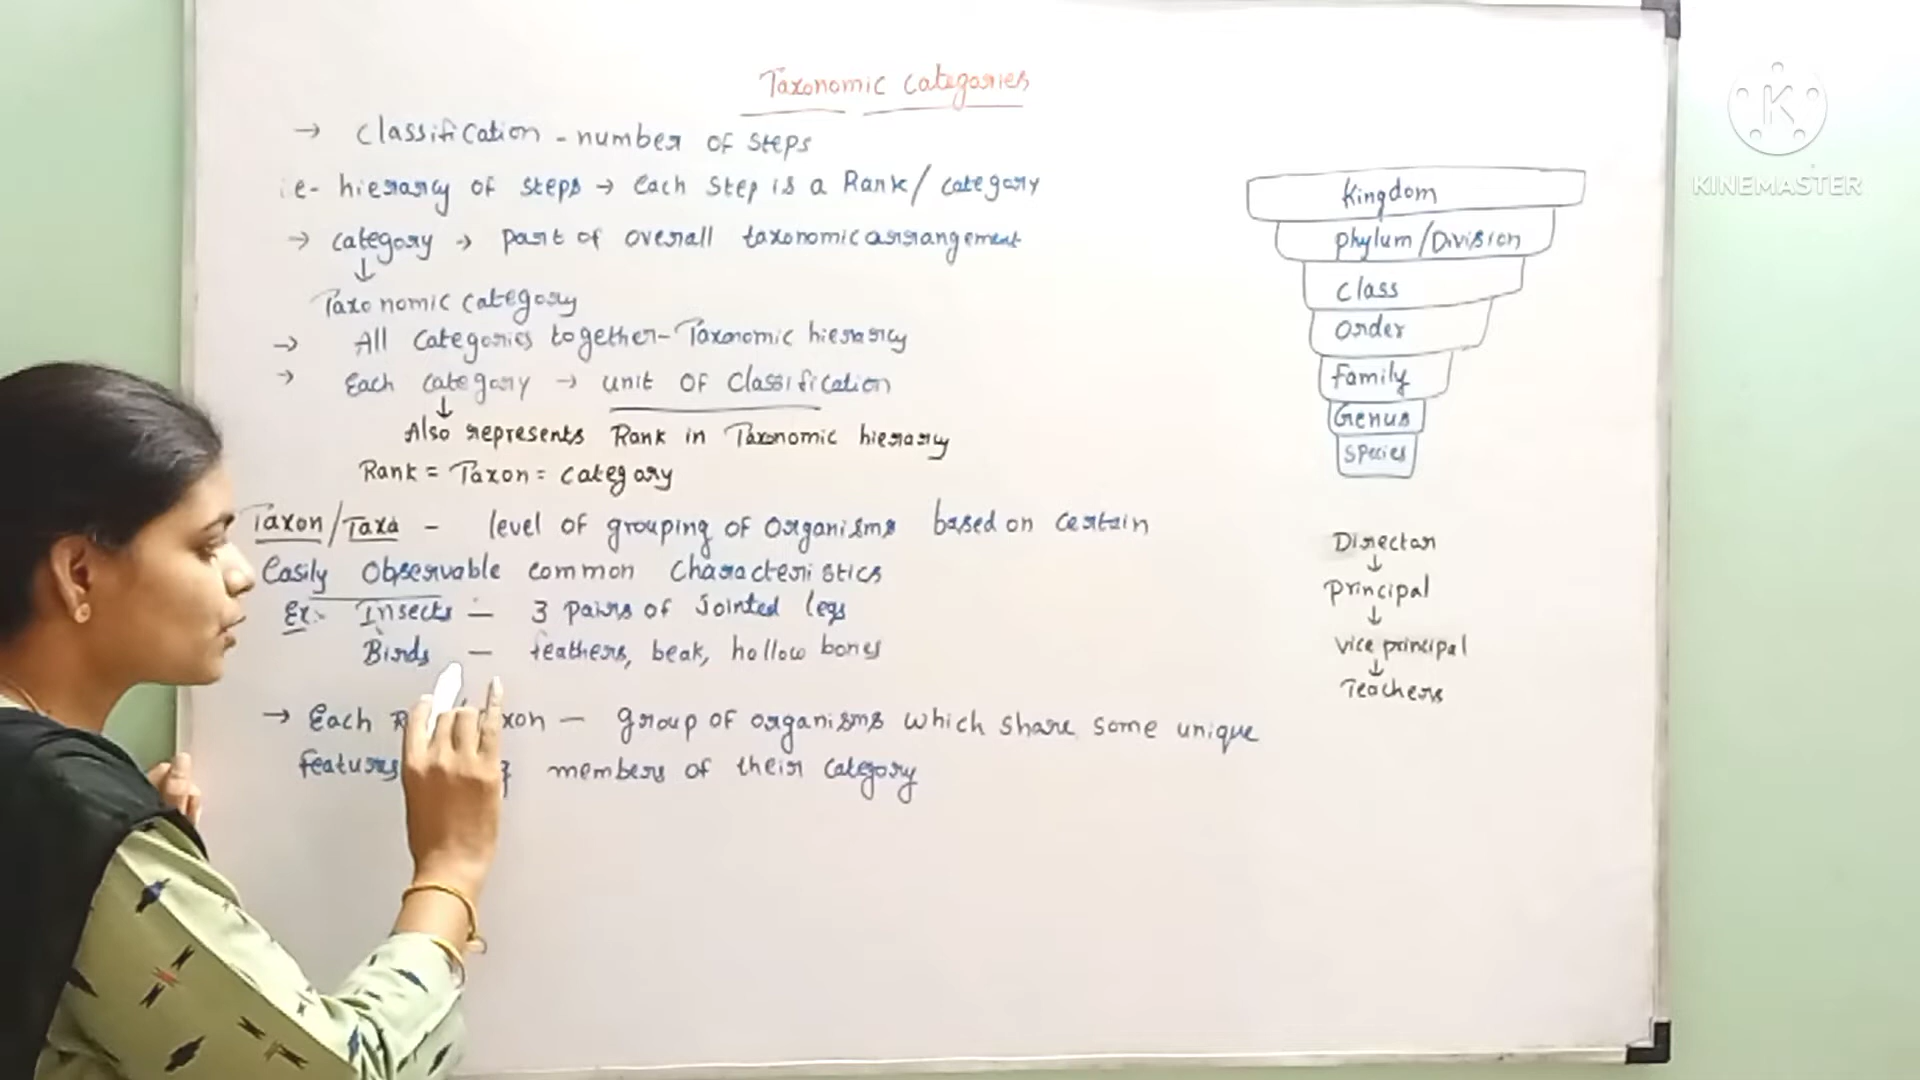 Taxonomic Categories
→ Classification - number of steps
i.e- hierarcy of steps → Each Step is a Rank/ category
→ category → part of overall taxonomic arrangement
↓
Taxonomic category
→ All Categories together - Taxonomic hierarcy
→ Each category → unit of classification
↓
Also represents Rank in Taxonomic hierarcy
Rank = Taxon = category
Taxon/Taxa - level of grouping of organisms based on certain
Easily Observable common characteristics
Ex:- Insects - 3 pairs of Jointed legs
Birds - feathers, beak, hollow bones
→ Each xon - group of organisms which share some unique
features members of their category
Kingdom
phylum/Division
class
order
family
Genus
species
Director
↓
principal
↓
vice principal
↓
Teachers
K
KINEMASTER